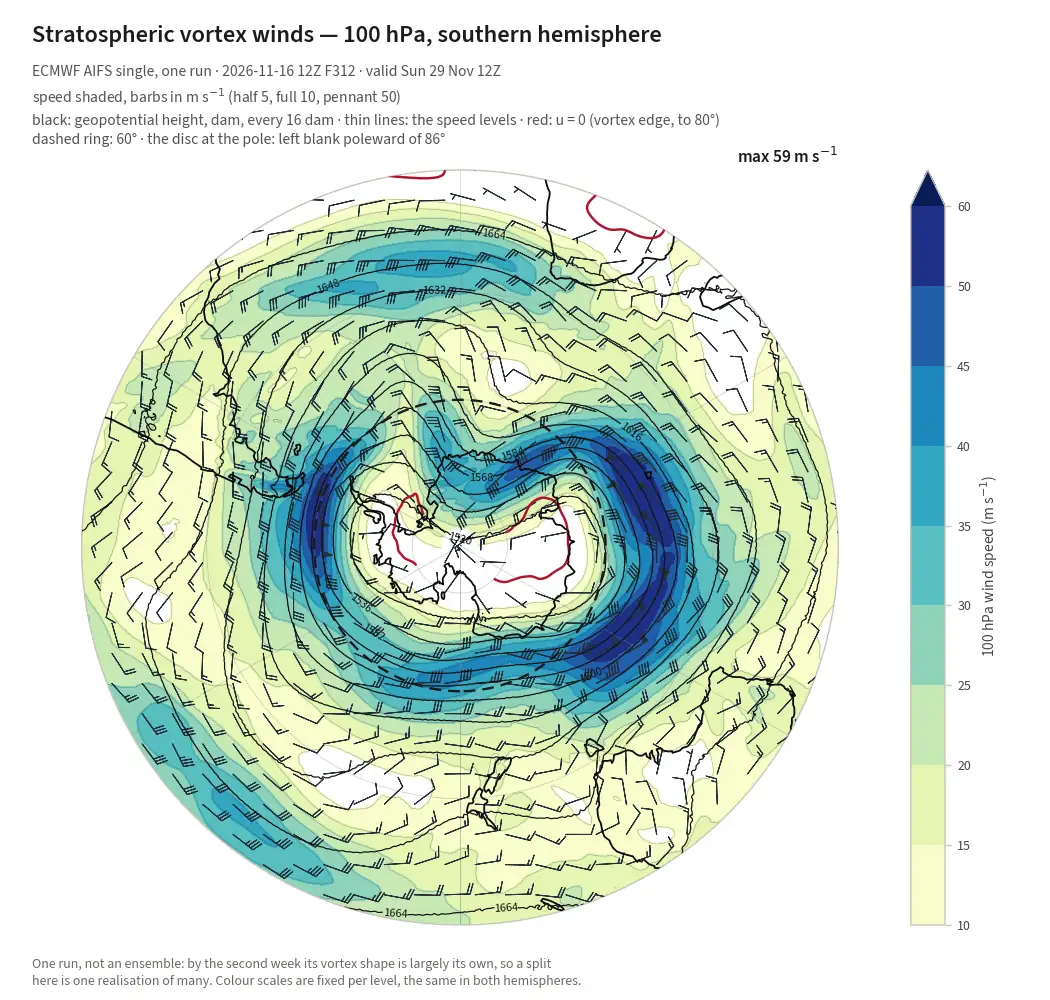 Stratospheric vortex winds — 100 hPa, southern hemisphere
ECMWF AIFS single, one run · 2026-11-16 12Z F312 · valid Sun 29 Nov 12Z
speed shaded, barbs in m s⁻¹ (half 5, full 10, pennant 50)
black: geopotential height, dam, every 16 dam · thin lines: the speed levels · red: u = 0 (vortex edge, to 80°)
dashed ring: 60° · the disc at the pole: left blank poleward of 86°
max 59 m s⁻¹
1664
1648
1632
1616
1584
1568
1520
1536
1600
1664
1664
60
50
45
40
35
30
25
20
15
10
100 hPa wind speed (m s⁻¹)
One run, not an ensemble: by the second week its vortex shape is largely its own, so a split
here is one realisation of many. Colour scales are fixed per level, the same in both hemispheres.